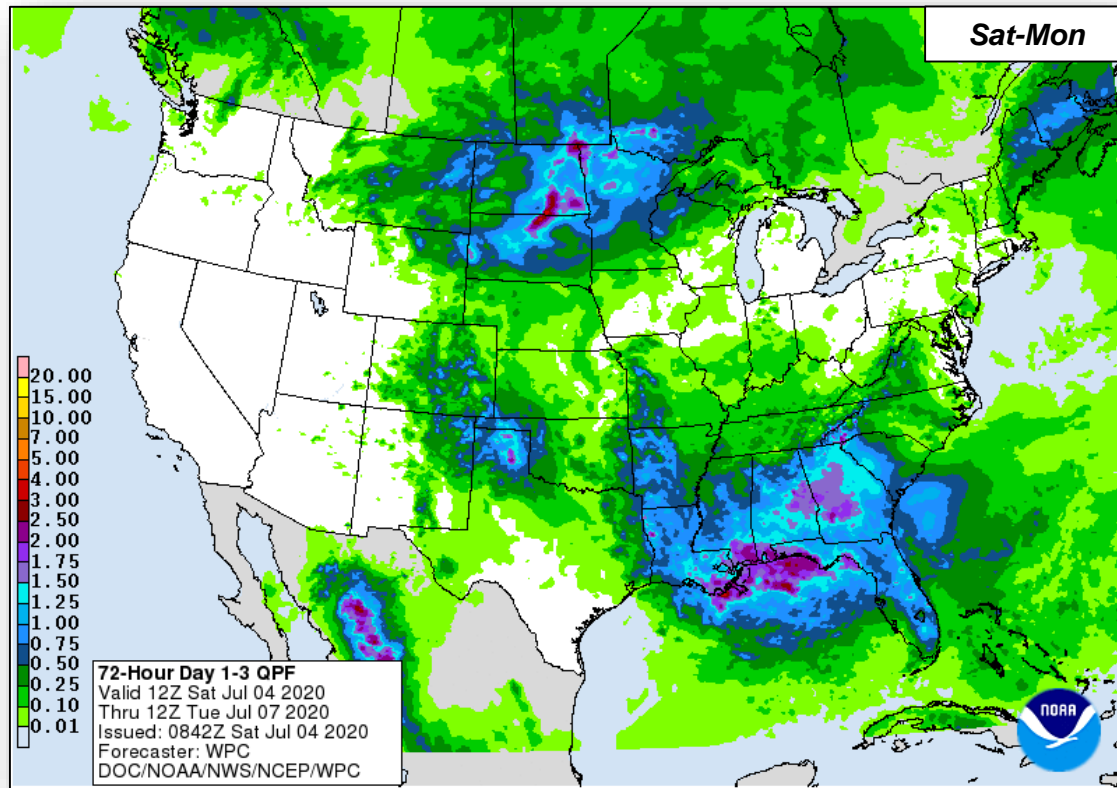 Sat-Mon
20.00
15.00
10.00
7.00
5.00
4.00
3.00
2.50
2.00
1.75
1.50
1.25
1.00
0.75
0.50
0.25
0.10
0.01
72-Hour Day 1-3 QPF
Valid 12Z Sat Jul 04 2020
Thru 12Z Tue Jul 07 2020
Issued: 0842Z Sat Jul 04 2020
Forecaster: WPC
DOC/NOAA/NWS/NCEP/WPC
NOAA